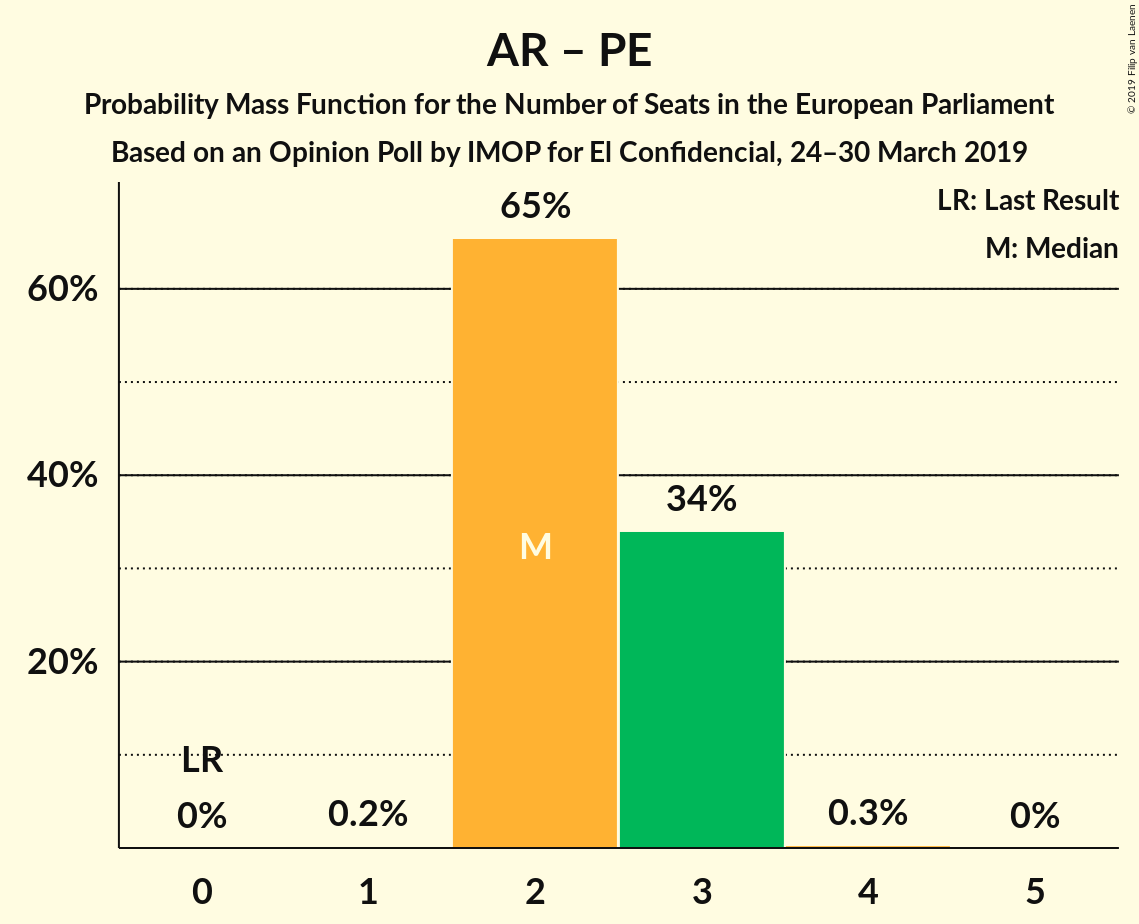 AR – PE
Probability Mass Function for the Number of Seats in the European Parliament
Based on an Opinion Poll by IMOP for El Confidencial, 24–30 March 2019
© 2019 Filip van Laenen
LR: Last Result
M: Median
65%
60%
40%
34%
M
20%
LR
0%
0.2%
0.3%
0%
0
1
2
3
4
5